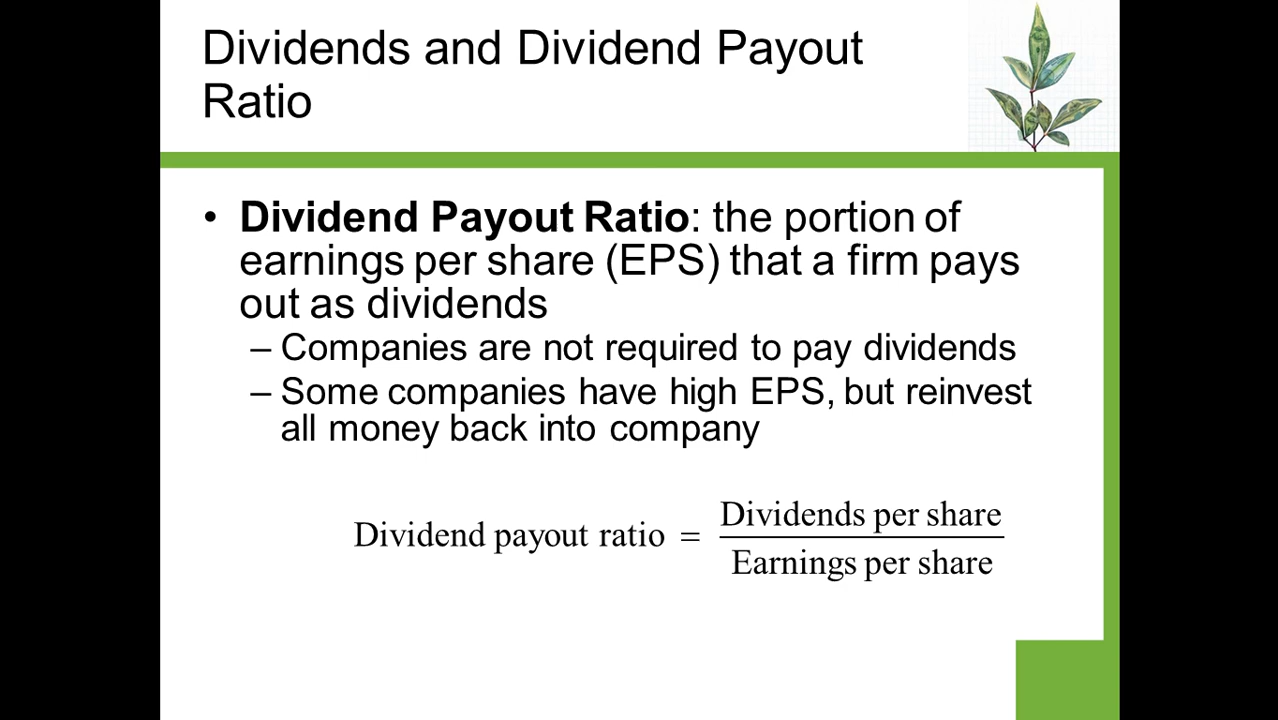 Dividends and Dividend Payout
Ratio
• Dividend Payout Ratio: the portion of
earnings per share (EPS) that a firm pays
out as dividends
– Companies are not required to pay dividends
– Some companies have high EPS, but reinvest
all money back into company
Dividend payout ratio = Dividends per share
Earnings per share